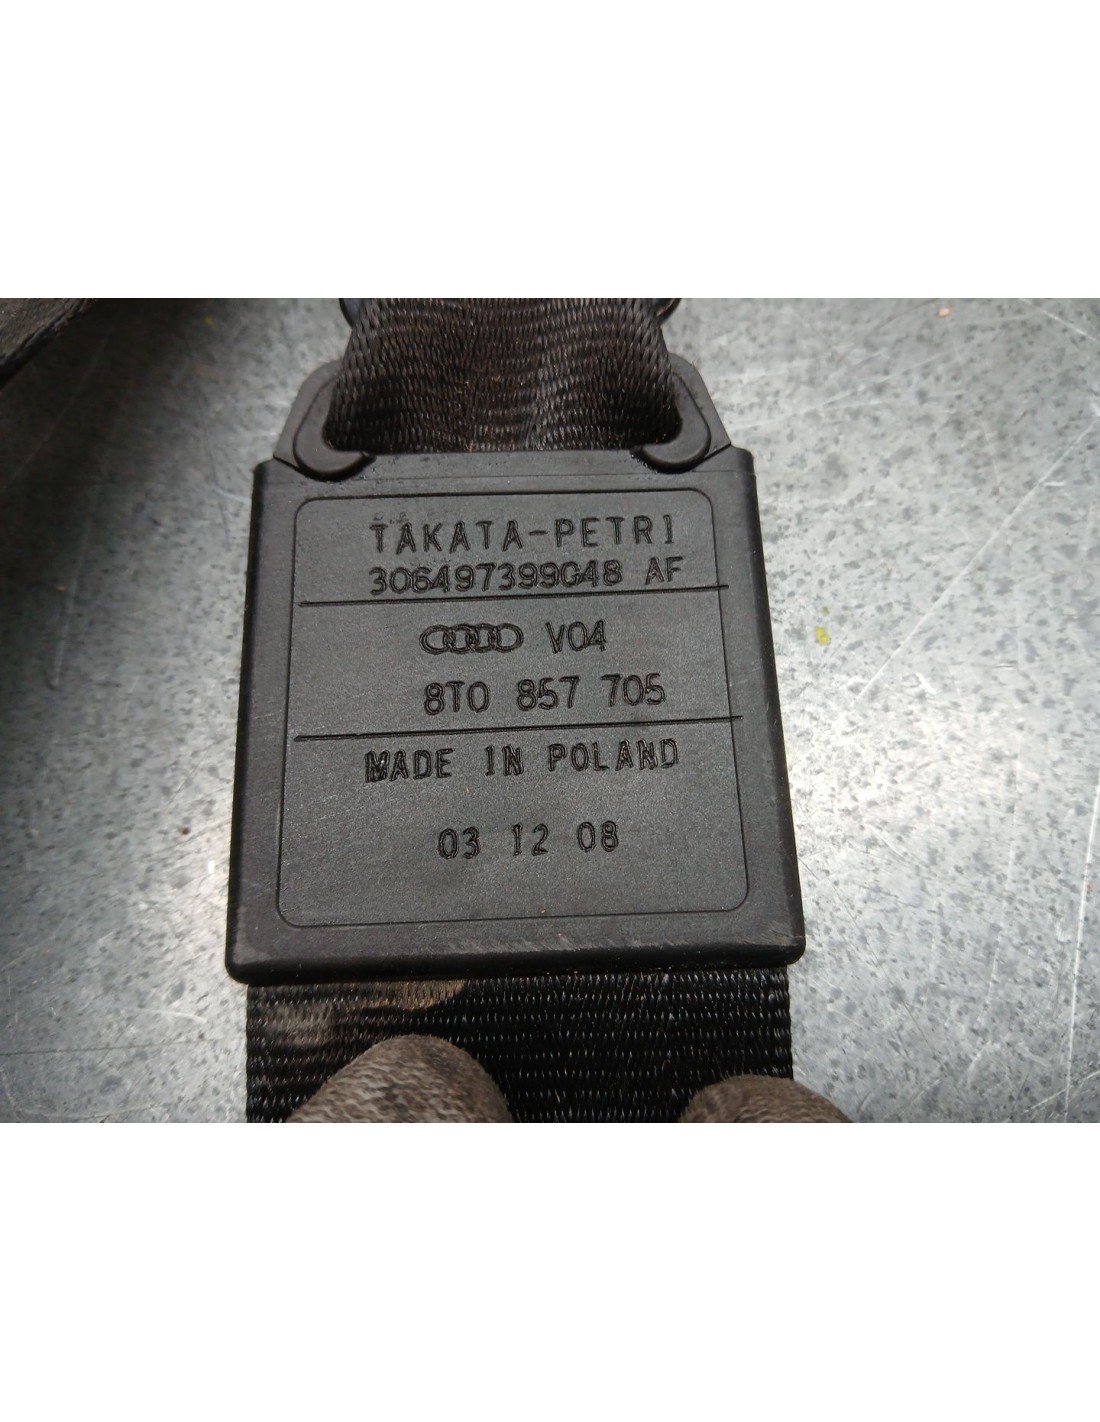 TAKATA-PETRI
306497399G48 AF
V04
8T0 857 705
MADE IN POLAND
03 12 08